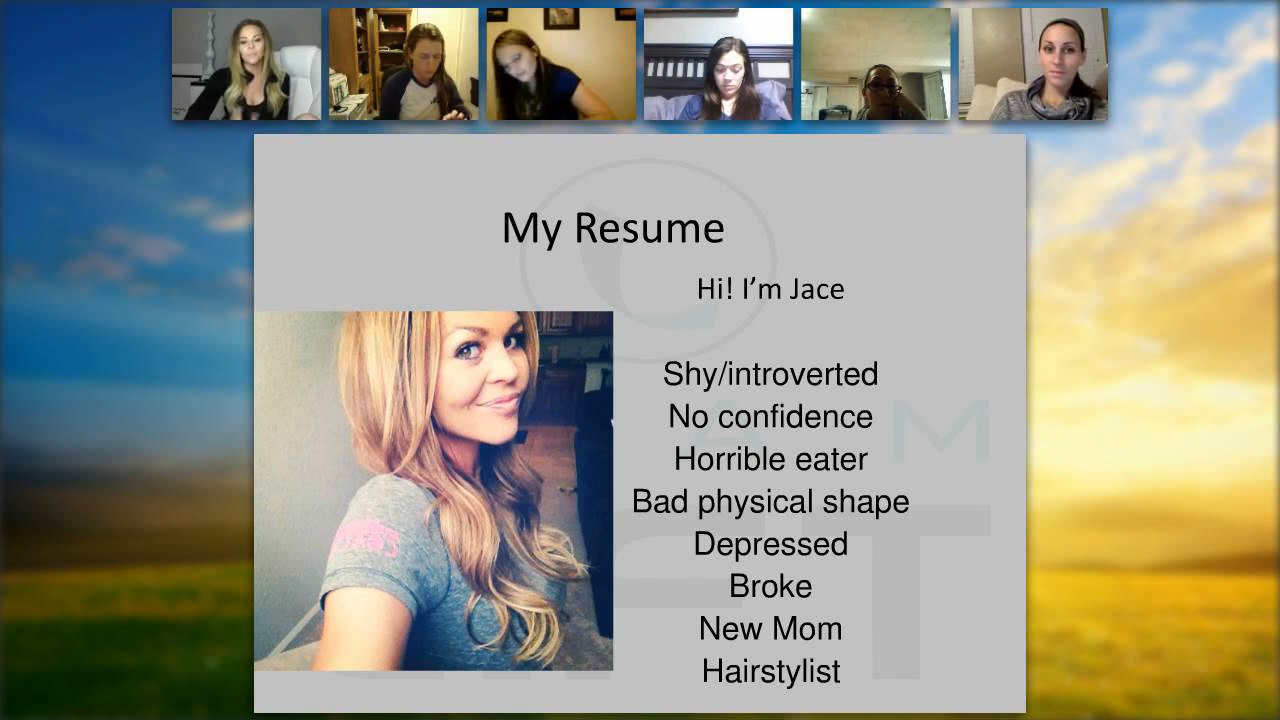 My Resume
Hi! I'm Jace
Shy/introverted
No confidence
Horrible eater
Bad physical shape
Depressed
Broke
New Mom
Hairstylist